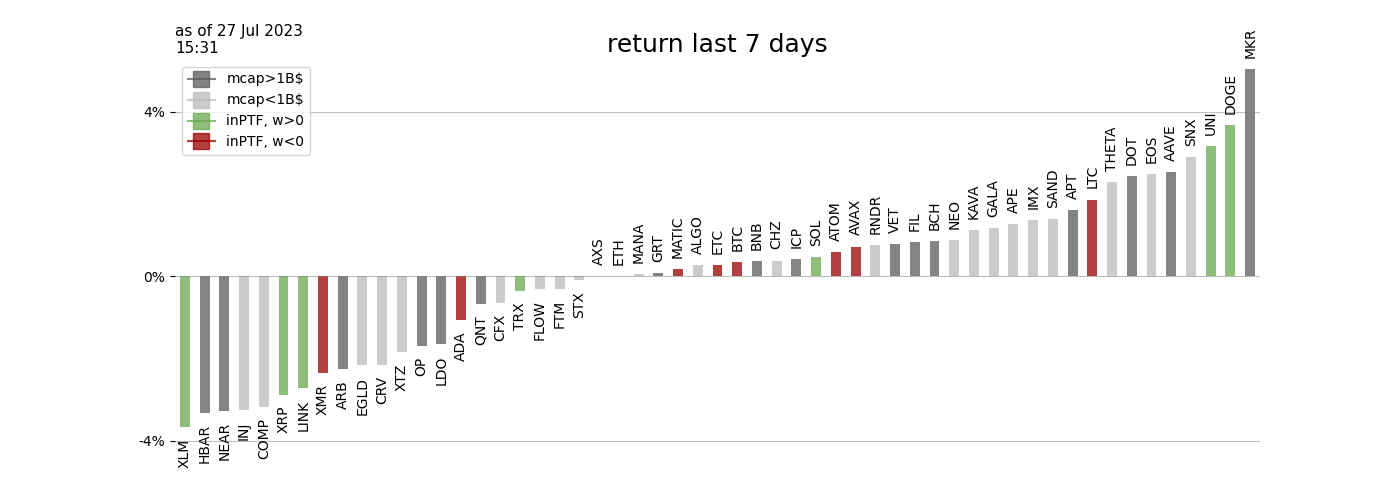 as of 27 Jul 2023
15:31
return last 7 days
mcap>1B$
mcap<1B$
inPTF, w>0
inPTF, w<0
4%
0%
-4%
XLM
HBAR
NEAR
INJ
COMP
XRP
LINK
XMR
ARB
EGLD
CRV
XTZ
OP
LDO
ADA
QNT
CFX
TRX
FLOW
FTM
STX
AXS
ETH
MANA
GRT
MATIC
ALGO
ETC
BTC
BNB
CHZ
ICP
SOL
ATOM
AVAX
RNDR
VET
FIL
BCH
NEO
KAVA
GALA
APE
IMX
SAND
APT
LTC
THETA
DOT
EOS
AAVE
SNX
UNI
DOGE
MKR